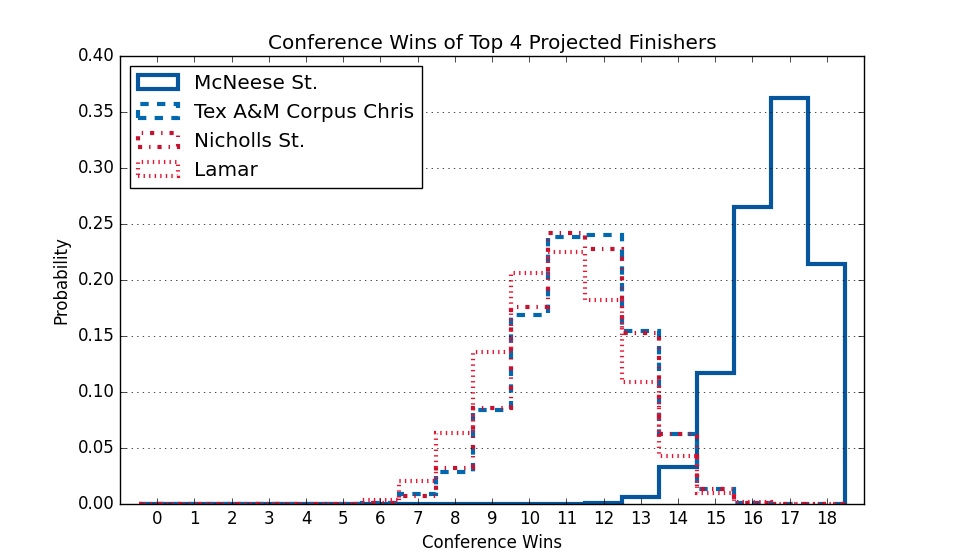 Conference Wins of Top 4 Projected Finishers
0.40
0.35
0.30
0.25
0.20
0.15
0.10
0.05
0.00
Probability
McNeese St.
Tex A&M Corpus Chris
Nicholls St.
Lamar
0 1 2 3 4 5 6 7 8 9 10 11 12 13 14 15 16 17 18
Conference Wins